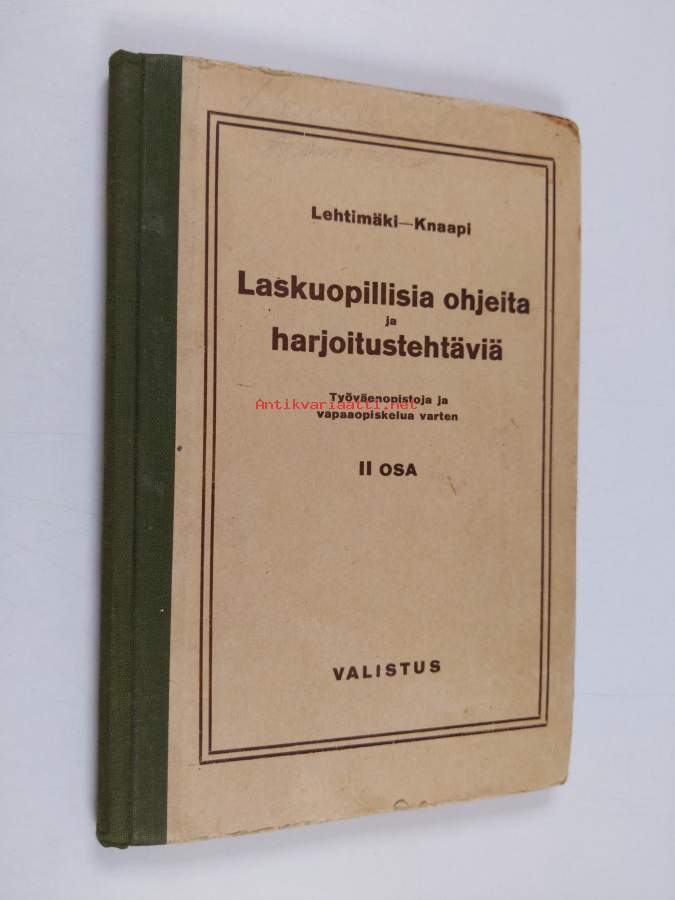 Lehtimäki—Knaapi
Laskuopillisia ohjeita
ja
harjoitustehtäviä
Työväenopistoja ja
Antikvariaatti.net
vapaaopiskelua varten
II OSA
VALISTUS